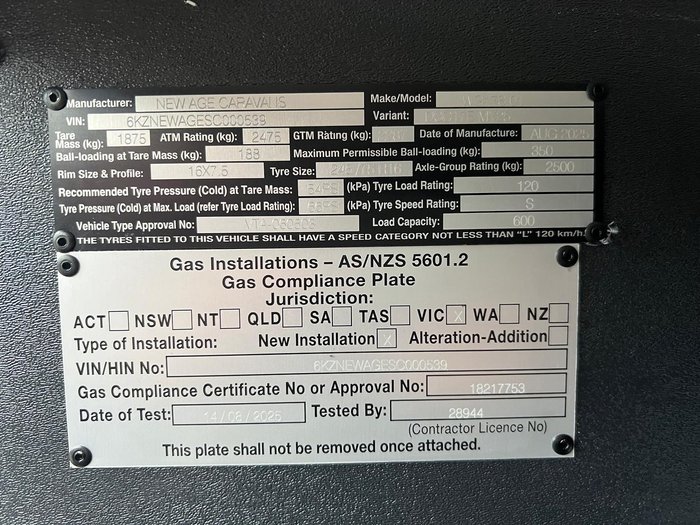 Manufacturer: NEW AGE CARAVANS Make/Model:
VIN: 6KZNEWAGESC000539 Variant:
Tare Mass (kg): 1875 ATM Rating (kg): 2475 GTM Rating (kg): Date of Manufacture: AUG 2025
Ball-loading at Tare Mass (kg): 188 Maximum Permissible Ball-loading (kg): 350
Rim Size & Profile: 16X7.5 Tyre Size: Axle-Group Rating (kg): 2500
Recommended Tyre Pressure (Cold) at Tare Mass: (kPa) Tyre Load Rating: 120
Tyre Pressure (Cold) at Max. Load (refer Tyre Load Rating): (kPa) Tyre Speed Rating: S
Vehicle Type Approval No: Load Capacity: 600
THE TYRES FITTED TO THIS VEHICLE SHALL HAVE A SPEED CATEGORY NOT LESS THAN "L" 120 km/h.
Gas Installations – AS/NZS 5601.2
Gas Compliance Plate
Jurisdiction:
ACT NSW NT QLD SA TAS VIC X WA NZ
Type of Installation: New Installation X Alteration-Addition
VIN/HIN No: 6KZNEWAGESC000539
Gas Compliance Certificate No or Approval No: 18217753
Date of Test: 14/08/2025 Tested By: 28944
(Contractor Licence No)
This plate shall not be removed once attached.